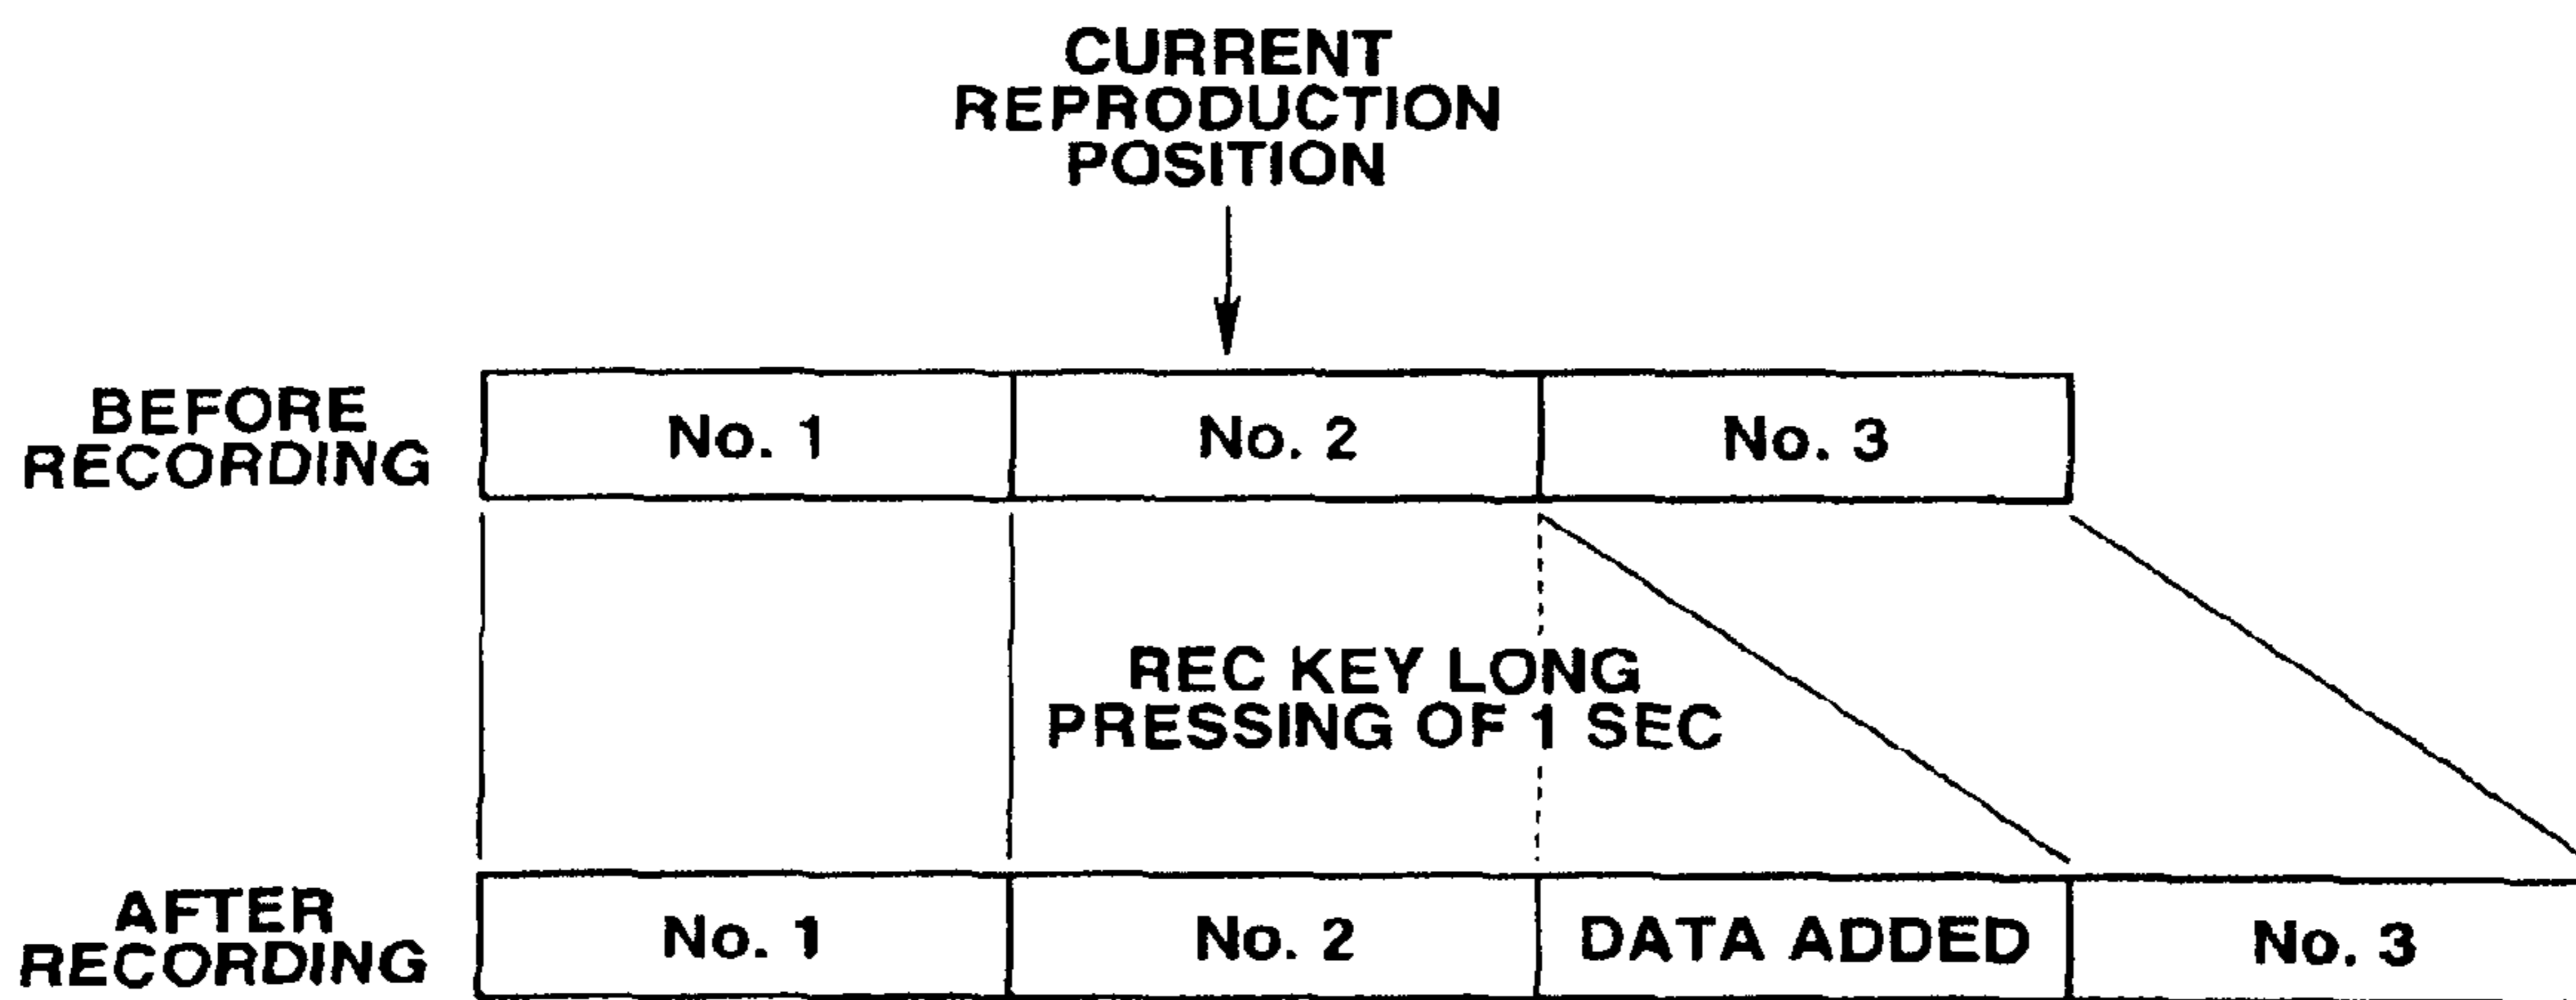 CURRENT
REPRODUCTION
POSITION
BEFORE
RECORDING
No. 1
No. 2
No. 3
REC KEY LONG
PRESSING OF 1 SEC
AFTER
RECORDING
No. 1
No. 2
DATA ADDED
No. 3